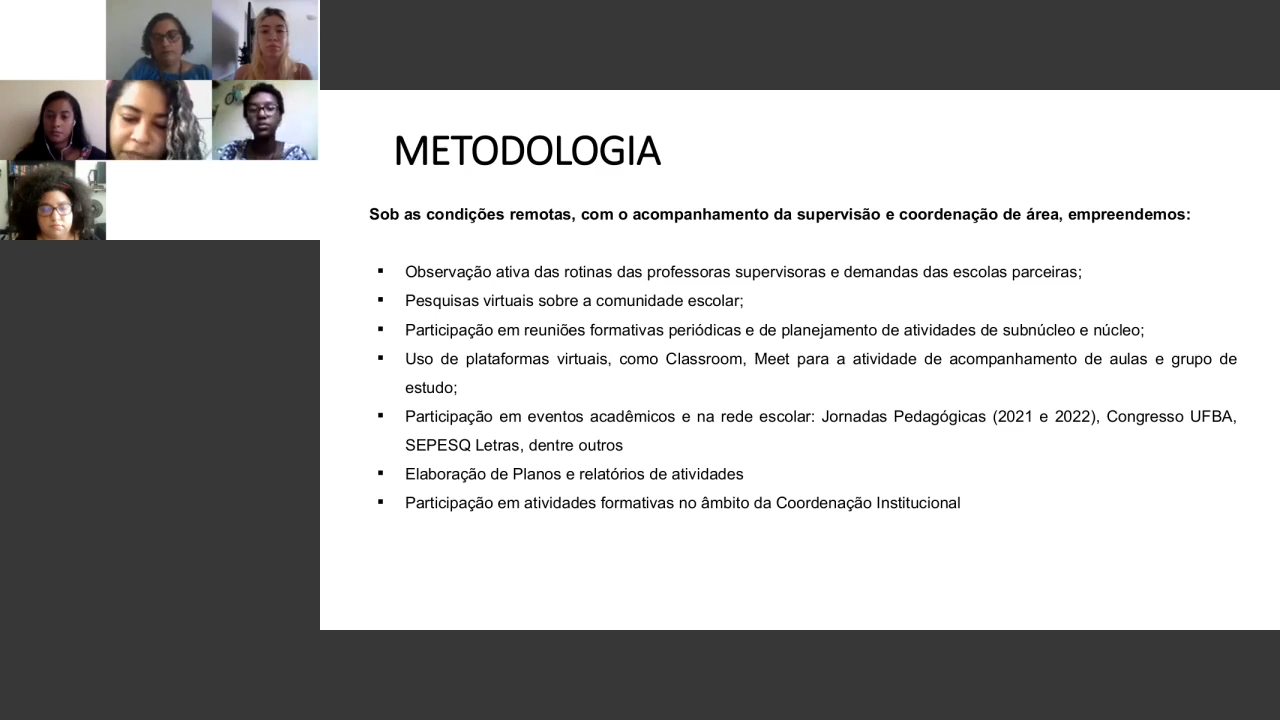 METODOLOGIA
Sob as condições remotas, com o acompanhamento da supervisão e coordenação de área, empreendemos:
▪ Observação ativa das rotinas das professoras supervisoras e demandas das escolas parceiras;
▪ Pesquisas virtuais sobre a comunidade escolar;
▪ Participação em reuniões formativas periódicas e de planejamento de atividades de subnúcleo e núcleo;
▪ Uso de plataformas virtuais, como Classroom, Meet para a atividade de acompanhamento de aulas e grupo de
estudo;
▪ Participação em eventos acadêmicos e na rede escolar: Jornadas Pedagógicas (2021 e 2022), Congresso UFBA,
SEPESQ Letras, dentre outros
▪ Elaboração de Planos e relatórios de atividades
▪ Participação em atividades formativas no âmbito da Coordenação Institucional